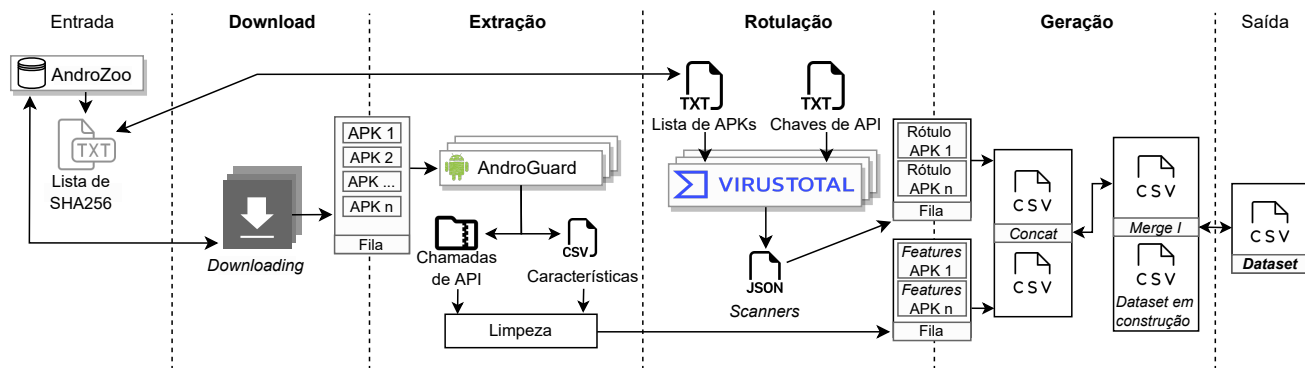 Entrada
Download
Extração
Rotulação
Geração
Saída
AndroZoo
TXT
Lista de
SHA256
Downloading
APK 1
APK 2
APK ...
APK n
Fila
AndroGuard
Chamadas
de API
CSV
Características
Limpeza
TXT
Lista de APKs
TXT
Chaves de API
VIRUSTOTAL
JSON
Scanners
Rótulo
APK 1
Rótulo
APK n
Fila
Features
APK 1
Features
APK n
Fila
CSV
Concat
CSV
CSV
Merge I
CSV
Dataset em
construção
CSV
Dataset